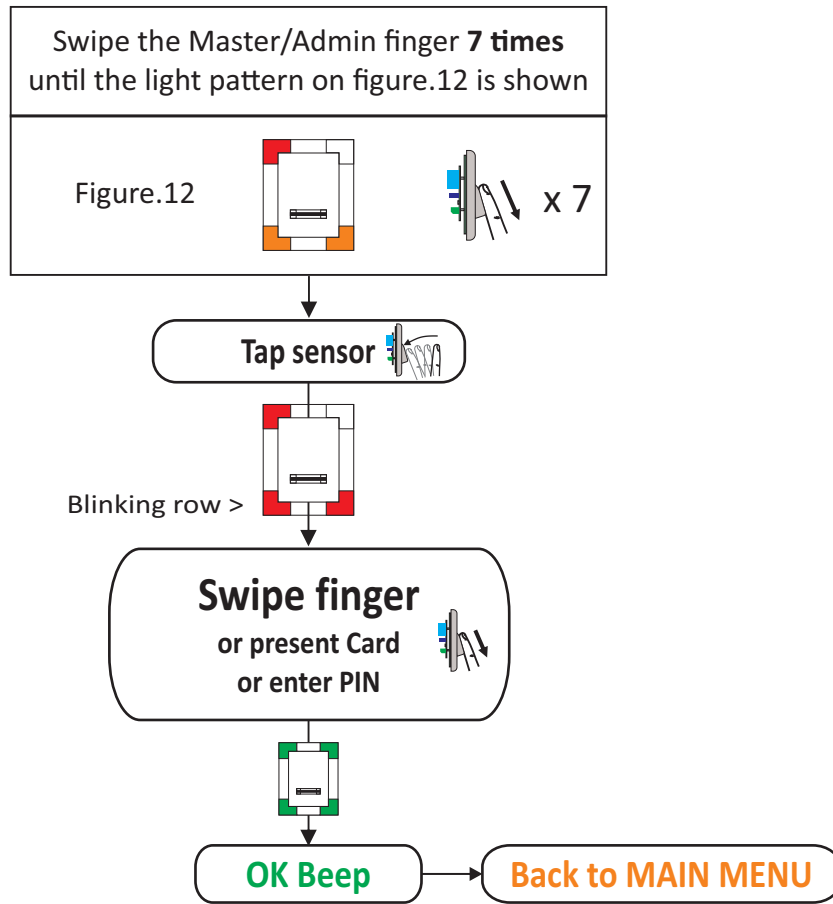 Swipe the Master/Admin finger 7 times
until the light pattern on figure.12 is shown
Figure.12
x 7
Tap sensor
Blinking row >
Swipe finger
or present Card
or enter PIN
OK Beep
Back to MAIN MENU